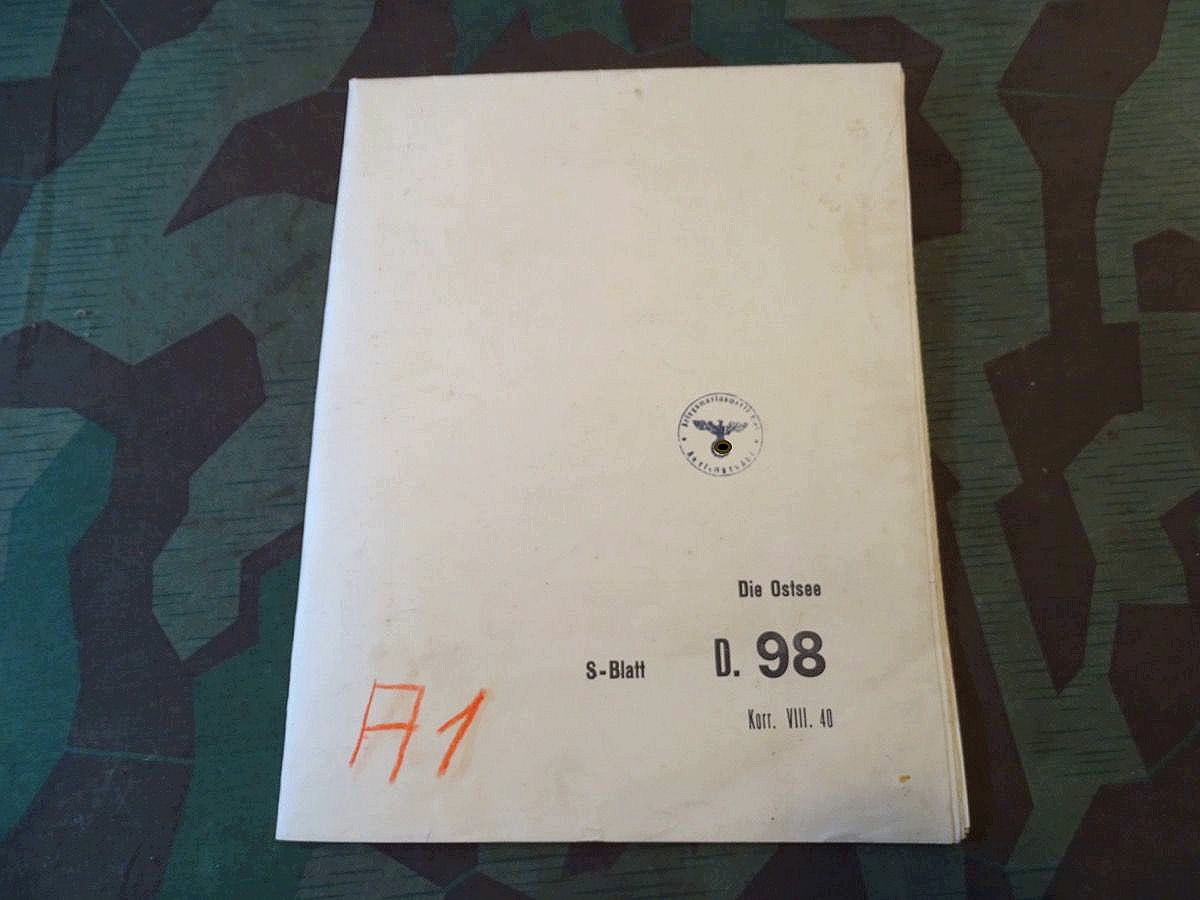 Die Ostsee
S-Blatt D. 98
Korr. VIII. 40
A1